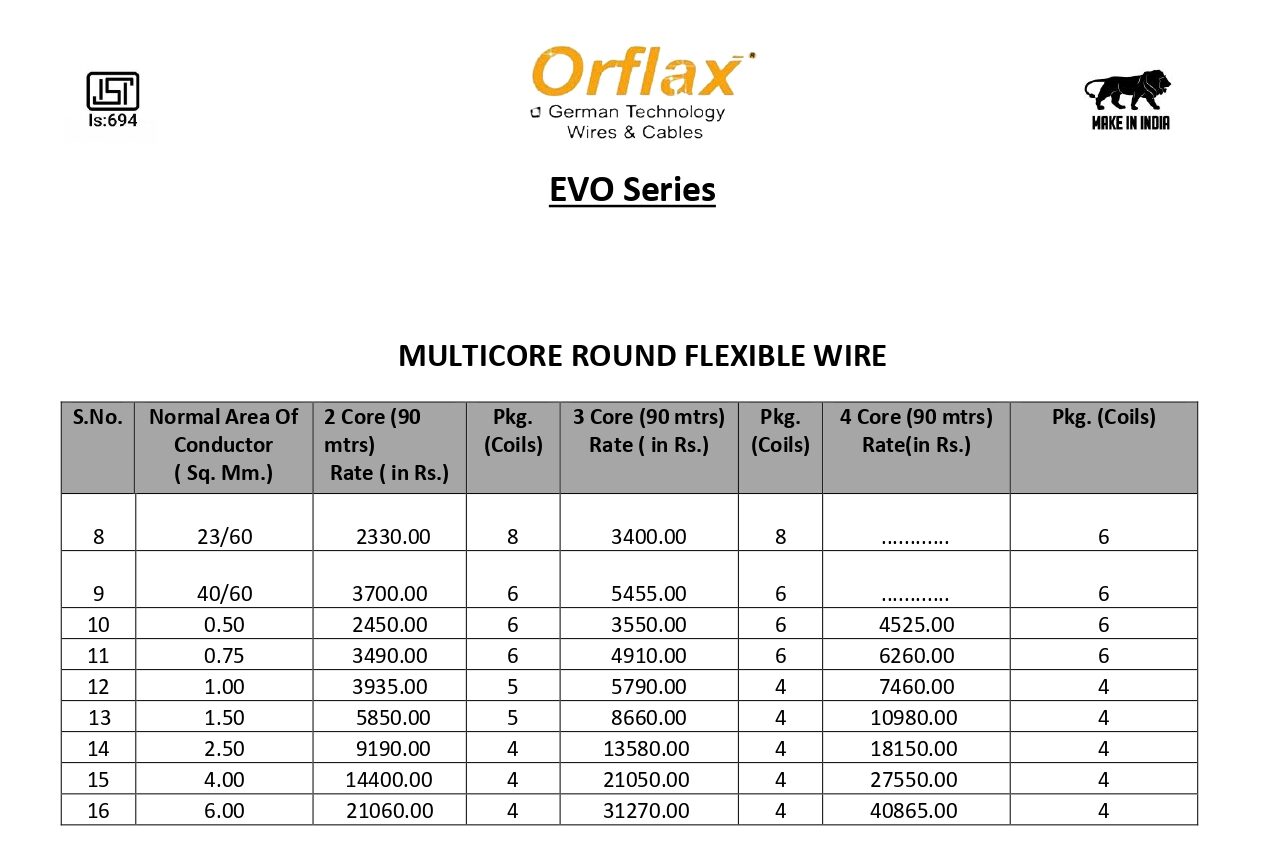 ISI
Is:694
Orflax
German Technology
Wires & Cables
MAKE IN INDIA
EVO Series
MULTICORE ROUND FLEXIBLE WIRE
S.No. Normal Area Of Conductor ( Sq. Mm.) 2 Core (90 mtrs) Rate ( in Rs.) Pkg. (Coils) 3 Core (90 mtrs) Rate ( in Rs.) Pkg. (Coils) 4 Core (90 mtrs) Rate(in Rs.) Pkg. (Coils)
8 23/60 2330.00 8 3400.00 8 ............ 6
9 40/60 3700.00 6 5455.00 6 ............ 6
10 0.50 2450.00 6 3550.00 6 4525.00 6
11 0.75 3490.00 6 4910.00 6 6260.00 6
12 1.00 3935.00 5 5790.00 4 7460.00 4
13 1.50 5850.00 5 8660.00 4 10980.00 4
14 2.50 9190.00 4 13580.00 4 18150.00 4
15 4.00 14400.00 4 21050.00 4 27550.00 4
16 6.00 21060.00 4 31270.00 4 40865.00 4